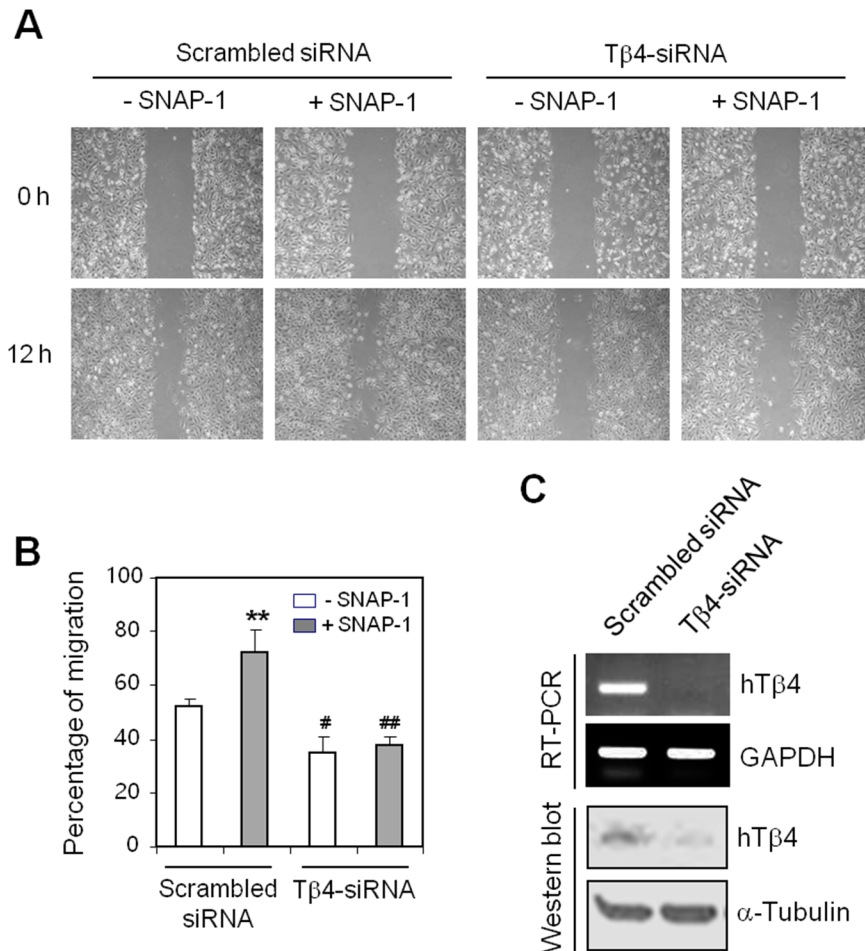 A
Scrambled siRNA
Tβ4-siRNA
- SNAP-1
+ SNAP-1
- SNAP-1
+ SNAP-1
0 h
12 h
B
Percentage of migration
100
80
60
40
20
0
- SNAP-1
+ SNAP-1
**
#
##
Scrambled
siRNA
Tβ4-siRNA
C
Scrambled siRNA
Tβ4-siRNA
RT-PCR
hTβ4
GAPDH
Western blot
hTβ4
α-Tubulin